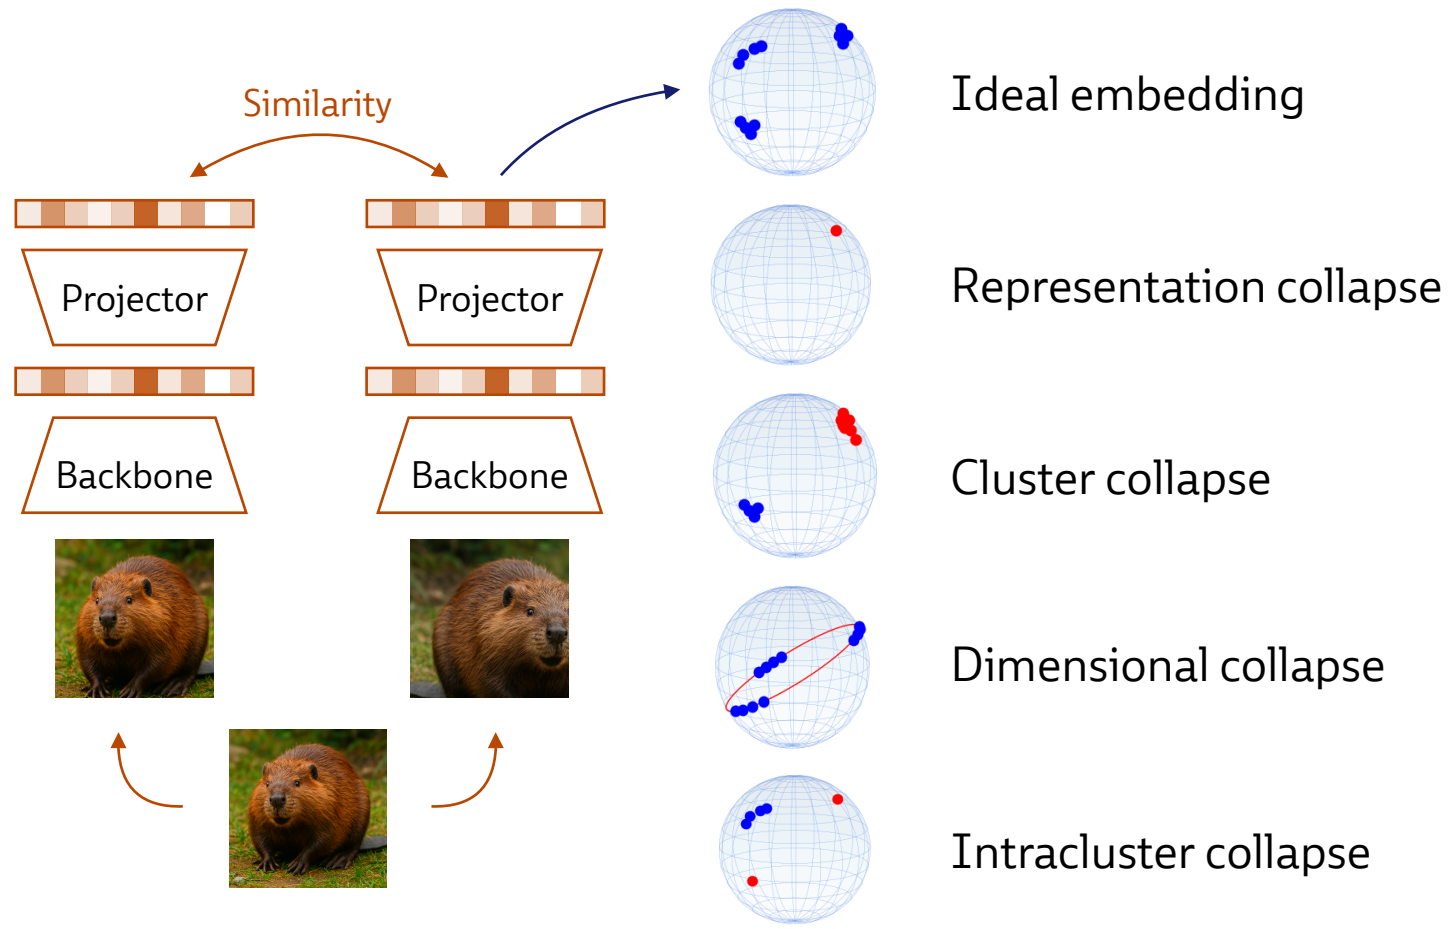 Similarity
Projector
Projector
Backbone
Backbone
Ideal embedding
Representation collapse
Cluster collapse
Dimensional collapse
Intracluster collapse